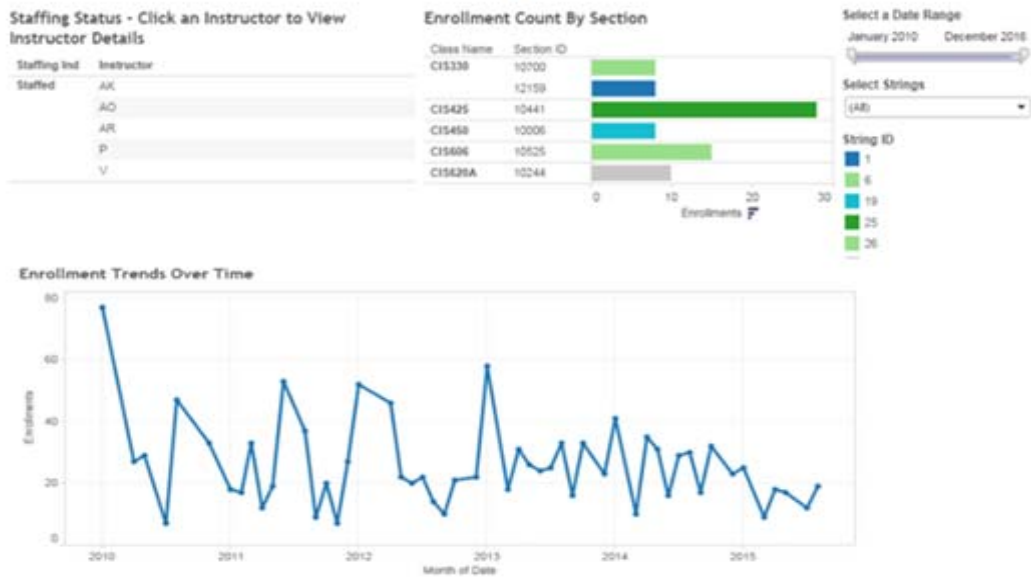 Staffing Status - Click an Instructor to View
Instructor Details
Staffing Ind Instructor
Staffed AK
AO
AR
P
V
Enrollment Count By Section
Class Name Section ID
CIS330 10700
12159
CIS425 10441
CIS450 10006
CIS606 10525
CIS620A 10244
0 10 20 30
Enrollments
Select a Date Range
January 2010 December 2016
Select Strings
(All)
String ID
1
6
19
25
26
Enrollment Trends Over Time
80
60
40
20
0
Enrollments
2010 2011 2012 2013 2014 2015
Month of Date